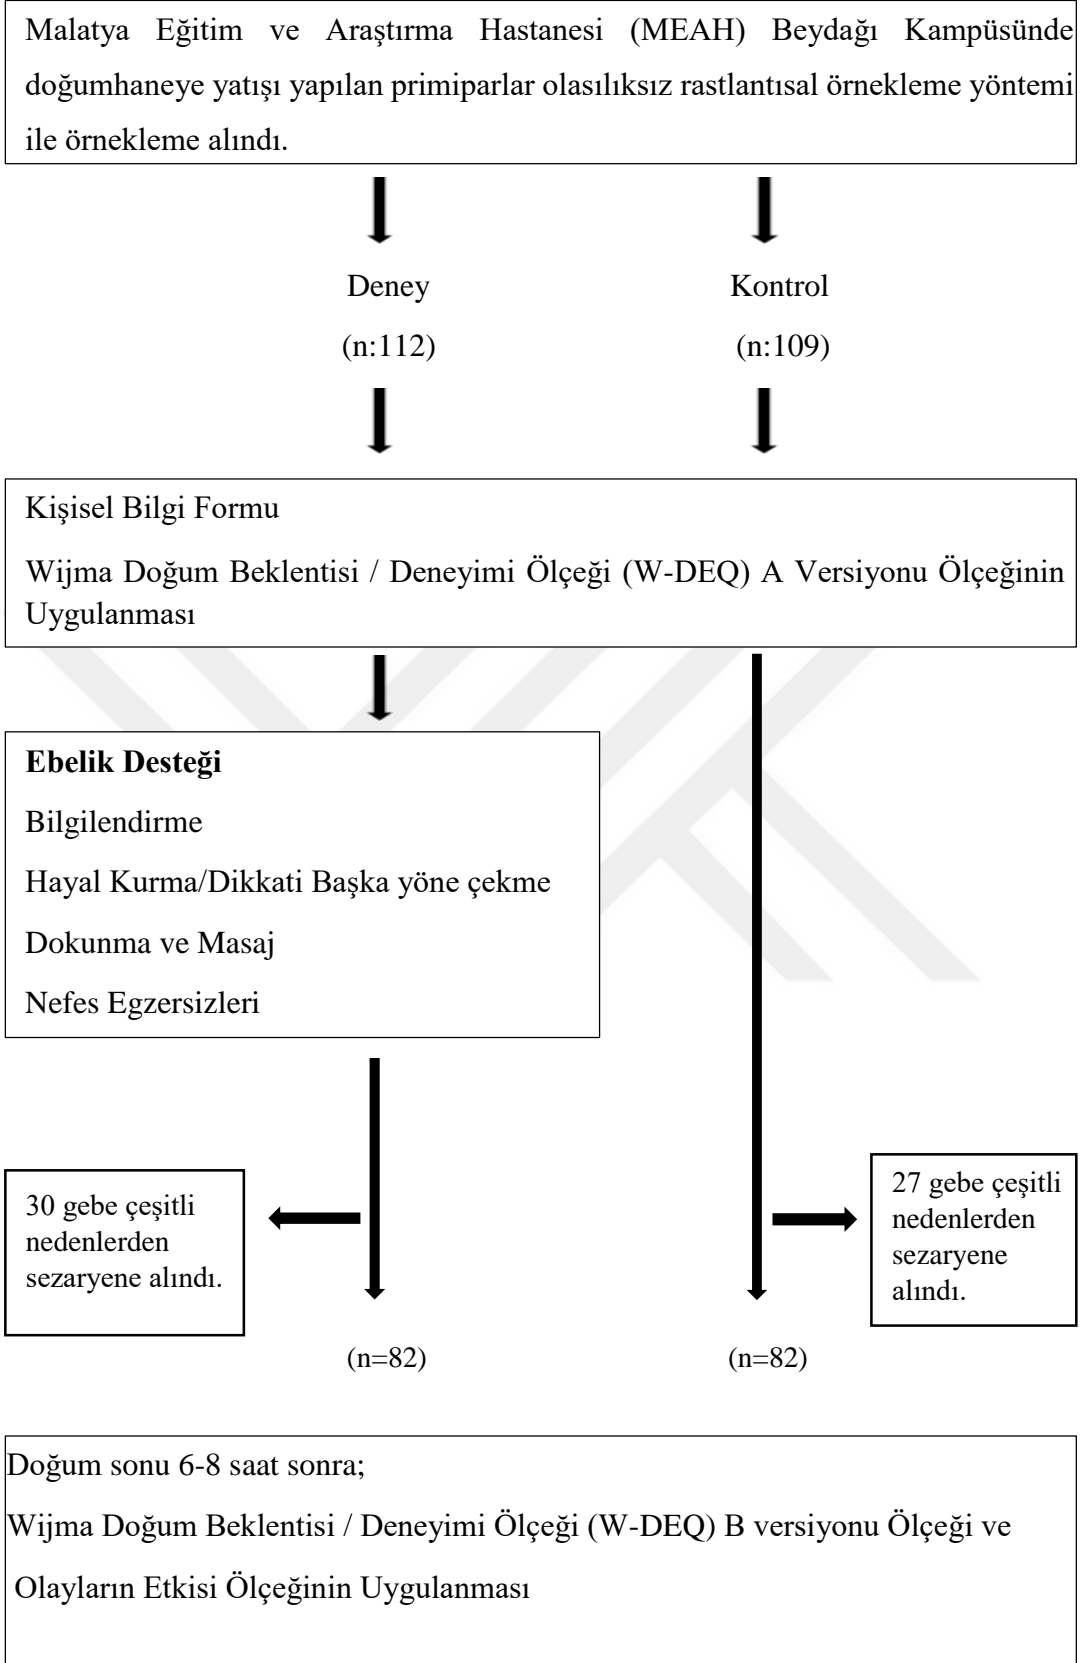 Malatya Eğitim ve Araştırma Hastanesi (MEAH) Beydağı Kampüsünde
doğumhaneye yatışı yapılan primiparlar olasılıksız rastlantısal örnekleme yöntemi
ile örnekleme alındı.
Deney
Kontrol
(n:112)
(n:109)
Kişisel Bilgi Formu
Wijma Doğum Beklentisi / Deneyimi Ölçeği (W-DEQ) A Versiyonu Ölçeğinin
Uygulanması
Ebelik Desteği
Bilgilendirme
Hayal Kurma/Dikkati Başka yöne çekme
Dokunma ve Masaj
Nefes Egzersizleri
30 gebe çeşitli
nedenlerden
sezaryene alındı.
27 gebe çeşitli
nedenlerden
sezaryene
alındı.
(n=82)
(n=82)
Doğum sonu 6-8 saat sonra;
Wijma Doğum Beklentisi / Deneyimi Ölçeği (W-DEQ) B versiyonu Ölçeği ve
Olayların Etkisi Ölçeğinin Uygulanması